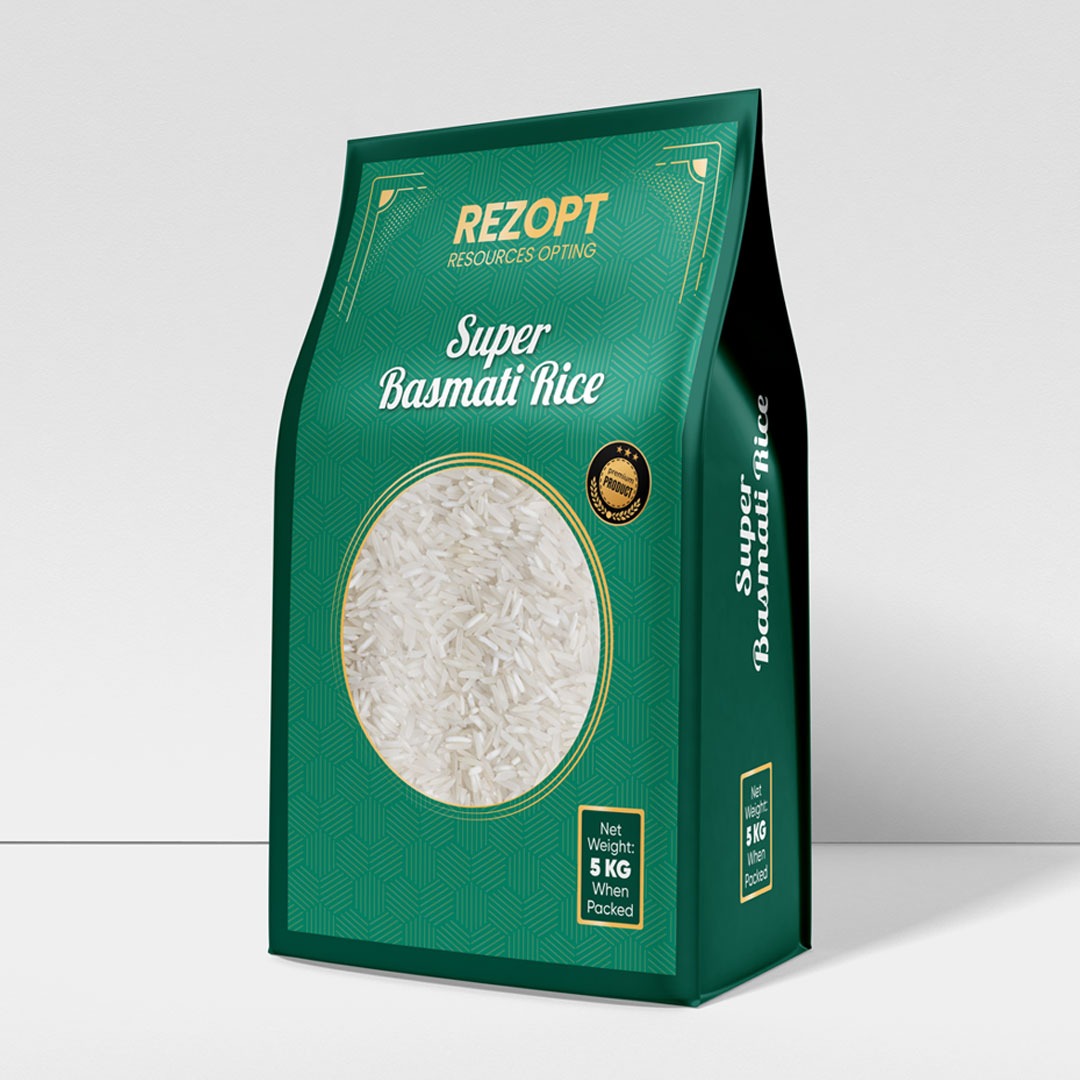 REZOPT
RESOURCES OPTING
Super
Basmati Rice
premium
PRODUCT
Net
Weight:
5 KG
When
Packed
Super
Basmati Rice
Net
Weight:
5 KG
When
Packed